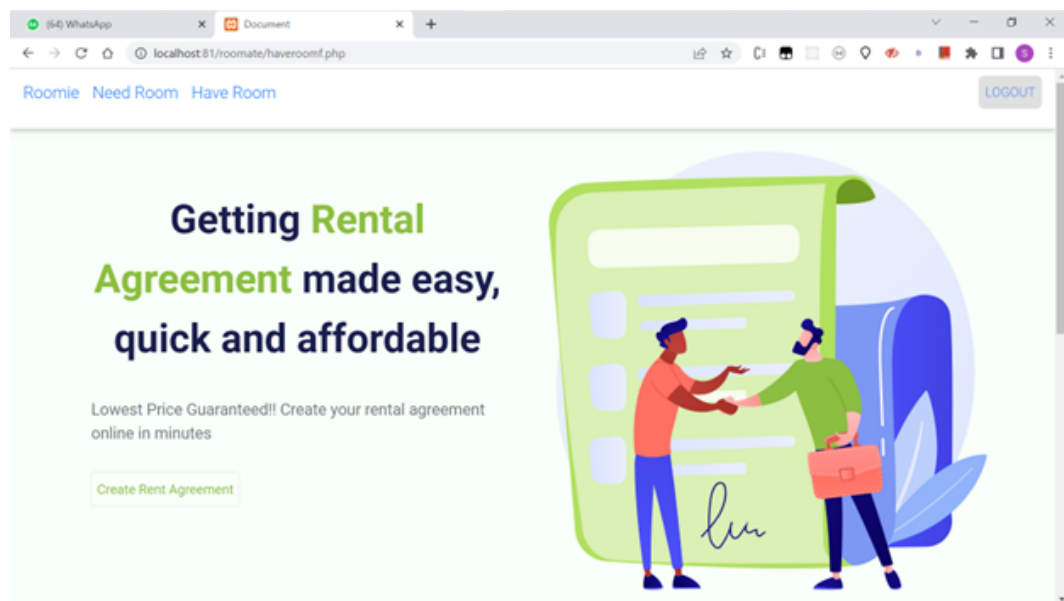 (64) WhatsApp
Document
localhost:81/roomate/haveroomf.php
S
Roomie Need Room Have Room
LOGOUT
Getting Rental
Agreement made easy,
quick and affordable
Lowest Price Guaranteed!! Create your rental agreement
online in minutes
Create Rent Agreement